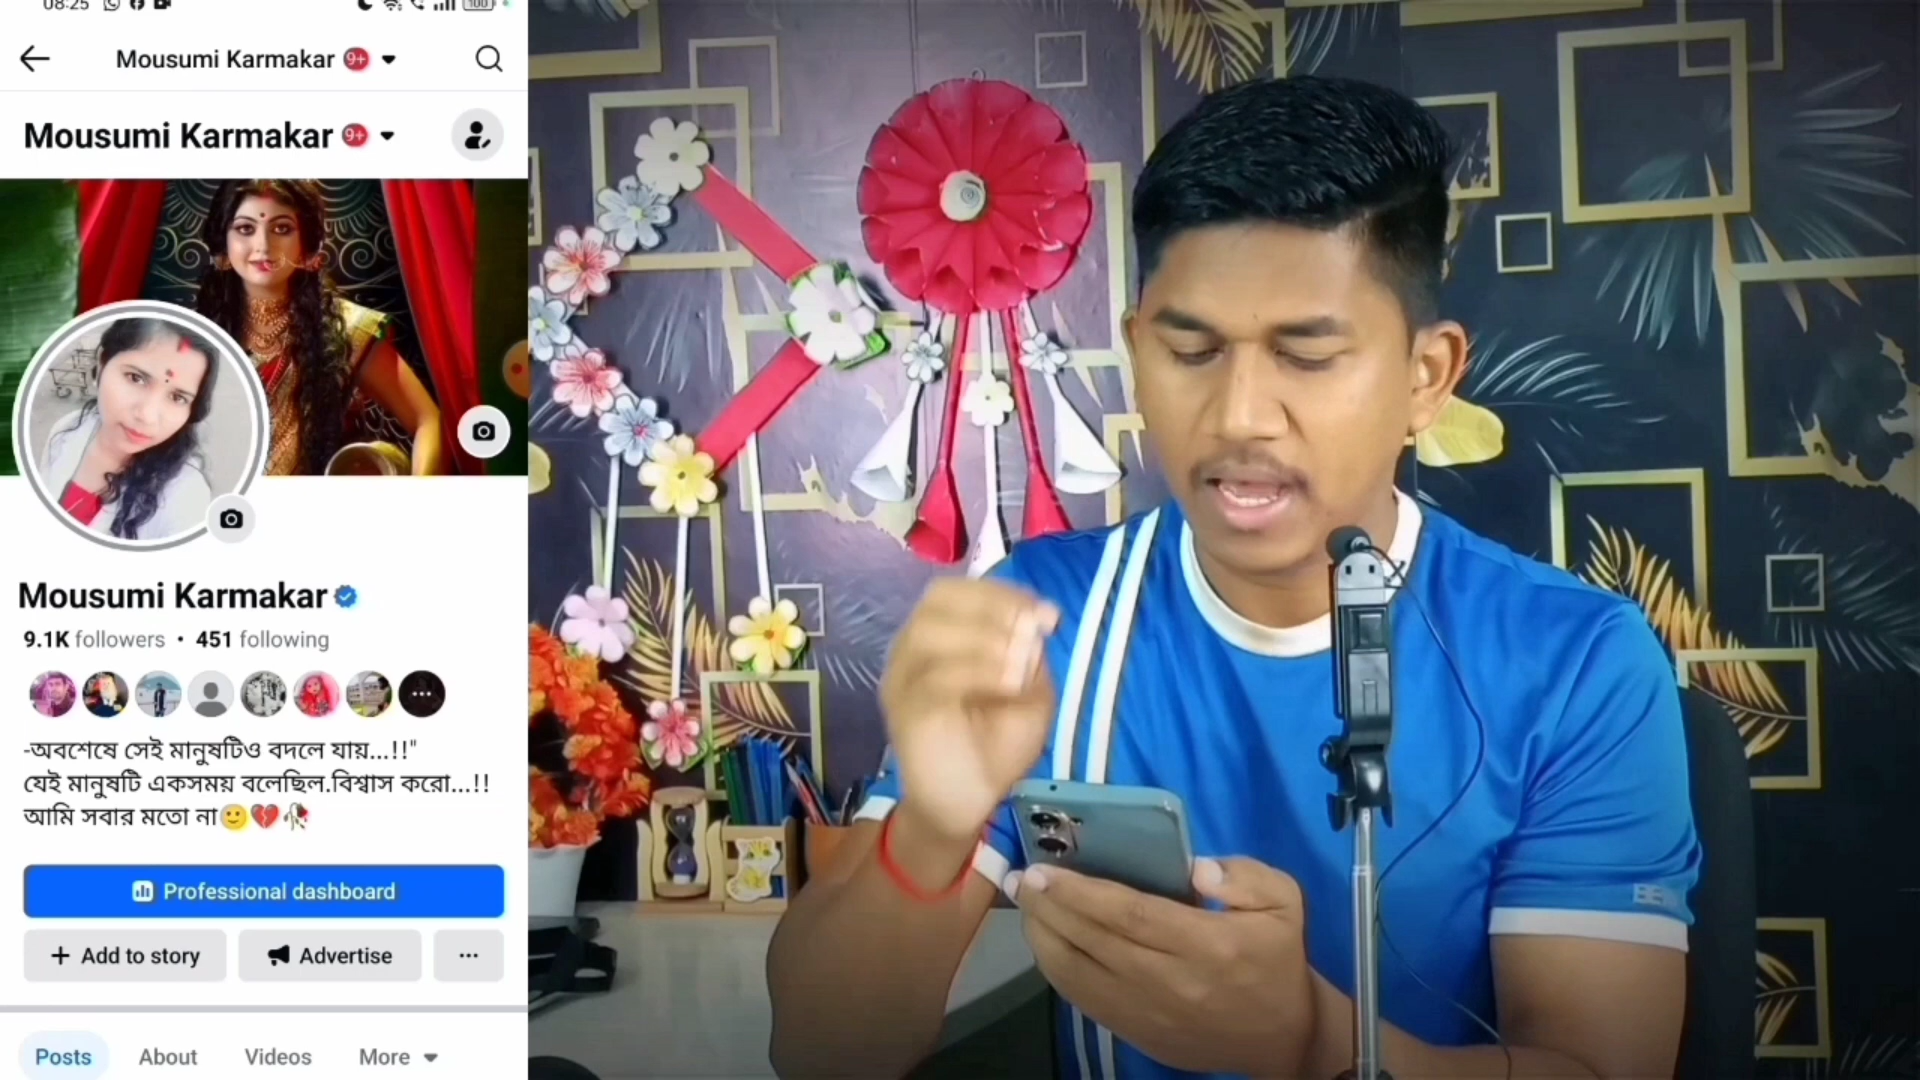 08:25
100
Mousumi Karmakar 9+
Mousumi Karmakar 9+
Mousumi Karmakar
9.1K followers • 451 following
-অবশেষে সেই মানুষটিও বদলে যায়...!!"
যেই মানুষটি একসময় বলেছিল.বিশ্বাস করো...!!
আমি সবার মতো না🙂💔🥀
Professional dashboard
+ Add to story
Advertise
...
Posts
About
Videos
More